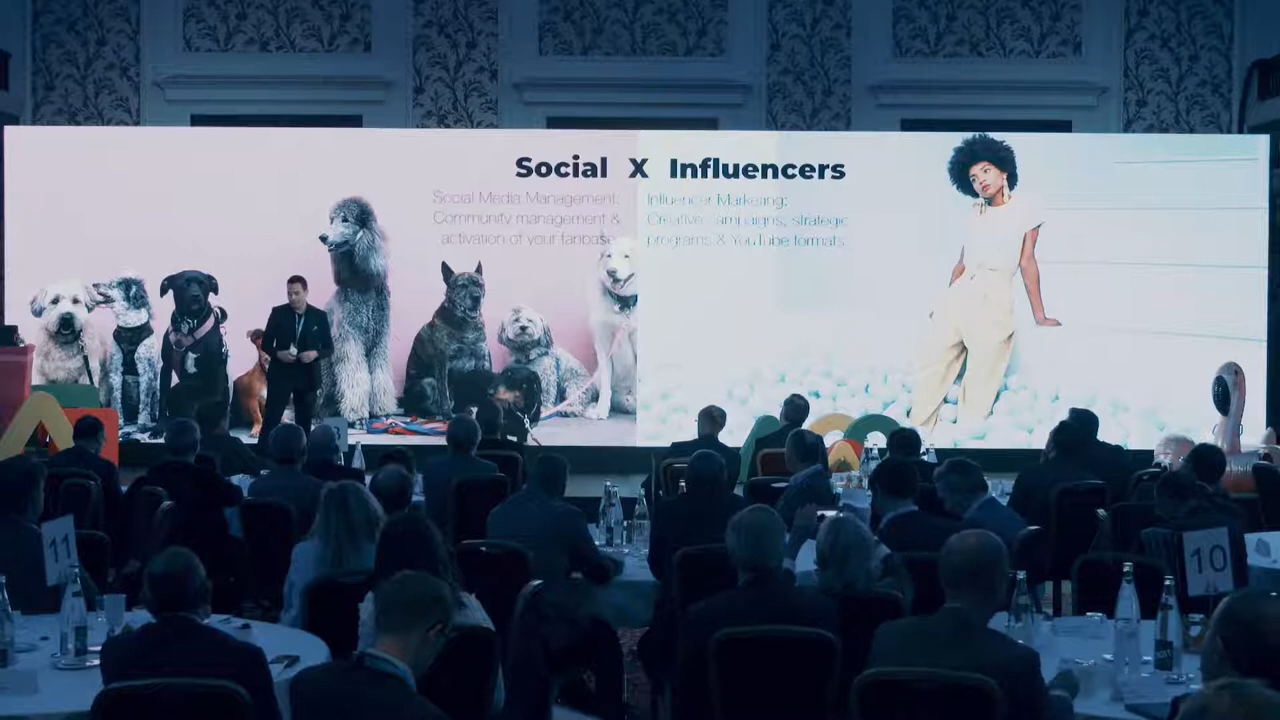 Social X Influencers
Social Media Management:
Community management &
activation of your fanbase
Influencer Marketing:
Creative campaigns, strategic
programs & YouTube formats
11
10